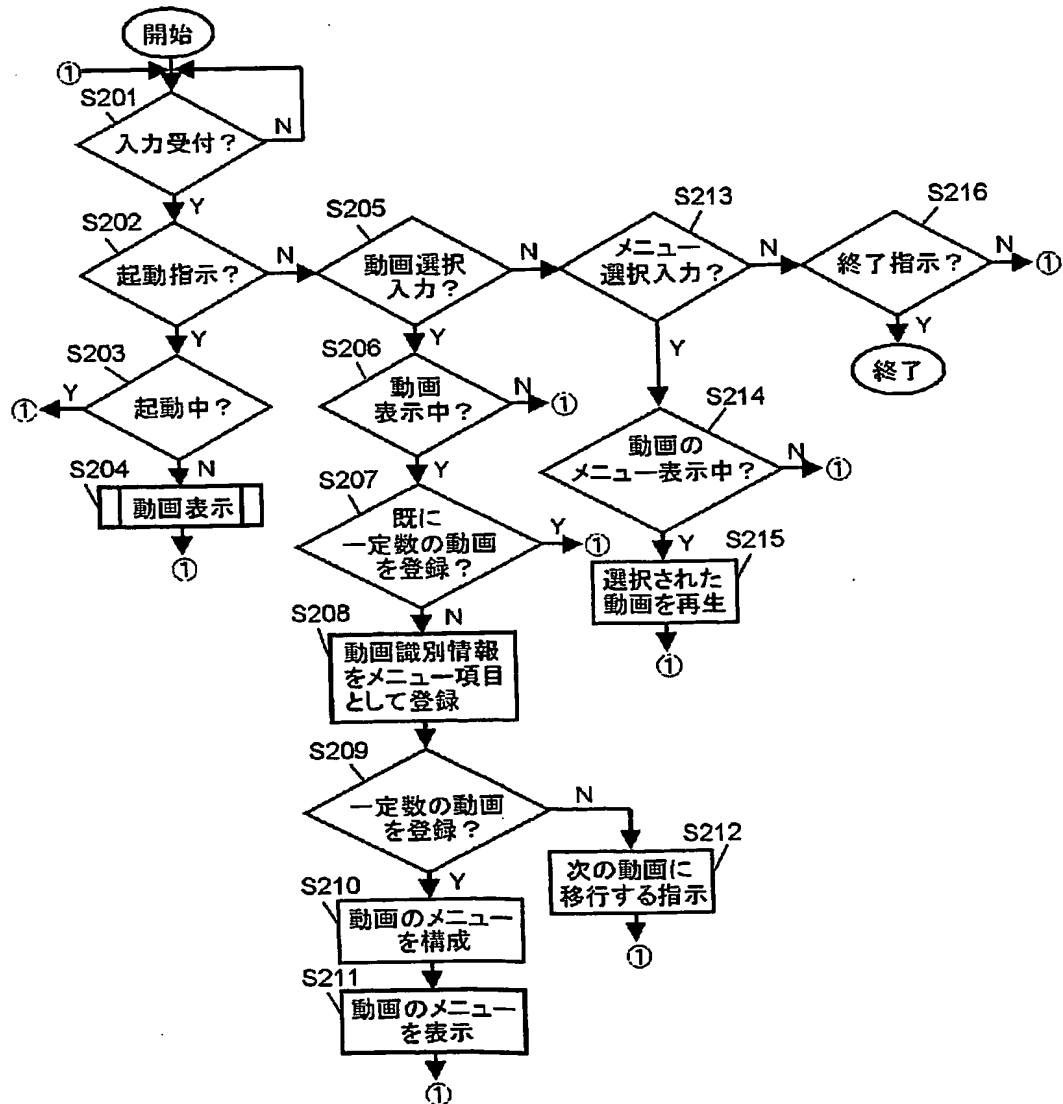 開始
①
S201
入力受付？
N
Y
S202
起動指示？
N
Y
S203
起動中？
Y
①
N
S204
動画表示
①
S205
動画選択
入力？
N
Y
S206
動画
表示中？
N
①
Y
S207
既に
一定数の動画
を登録？
Y
①
N
S208
動画識別情報
をメニュー項目
として登録
S209
一定数の動画
を登録？
N
Y
S210
動画のメニュー
を構成
S211
動画のメニュー
を表示
①
S212
次の動画に
移行する指示
①
S213
メニュー
選択入力？
N
Y
S214
動画の
メニュー表示中？
N
①
Y
S215
選択された
動画を再生
①
S216
終了指示？
N
①
Y
終了